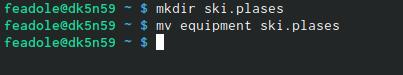 feadole@dk5n59 ~ $ mkdir ski.plases
feadole@dk5n59 ~ $ mv equipment ski.plases
feadole@dk5n59 ~ $